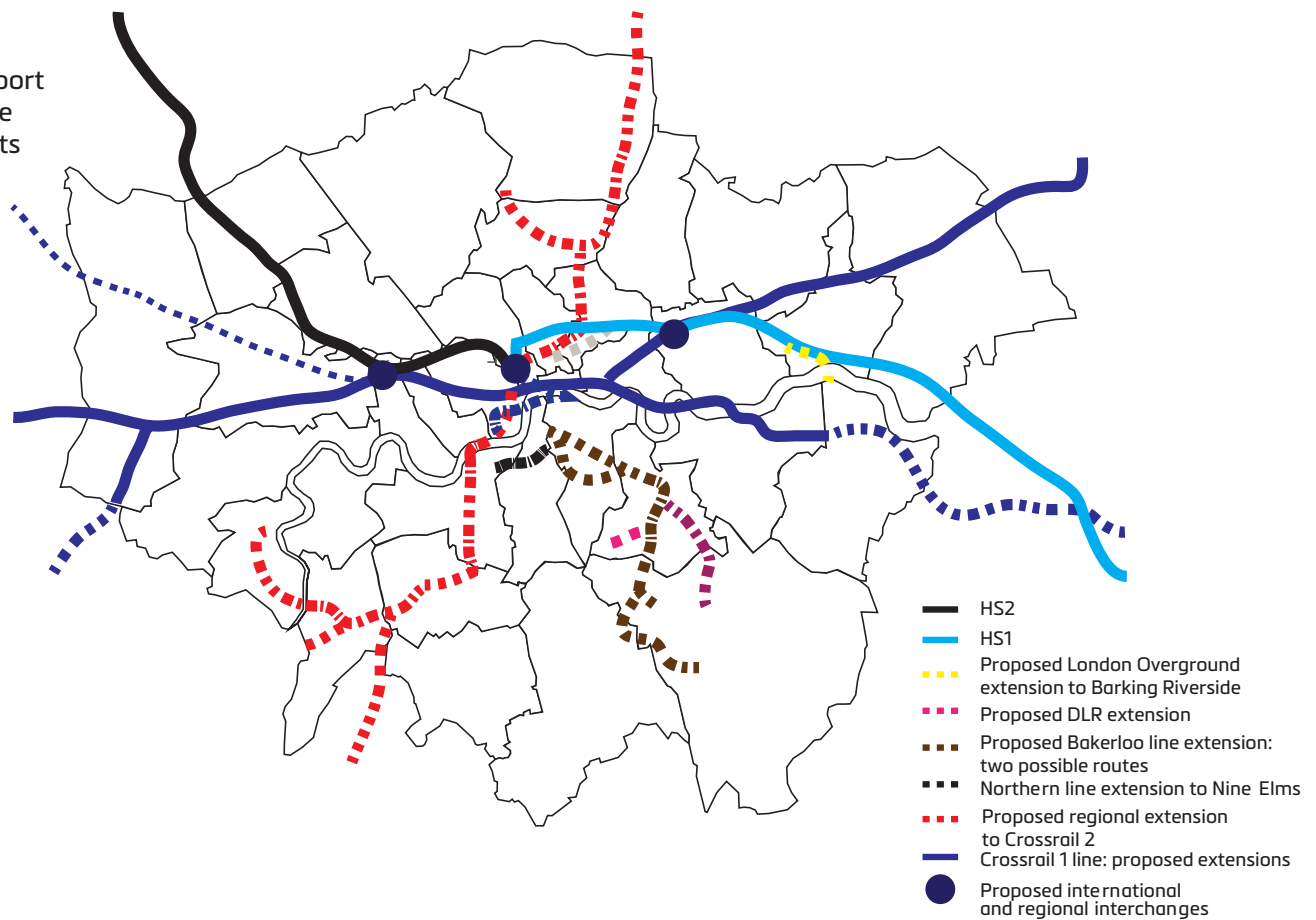 port
e
ts
HS2
HS1
Proposed London Overground
extension to Barking Riverside
Proposed DLR extension
Proposed Bakerloo line extension:
two possible routes
Northern line extension to Nine Elms
Proposed regional extension
to Crossrail 2
Crossrail 1 line: proposed extensions
Proposed international
and regional interchanges